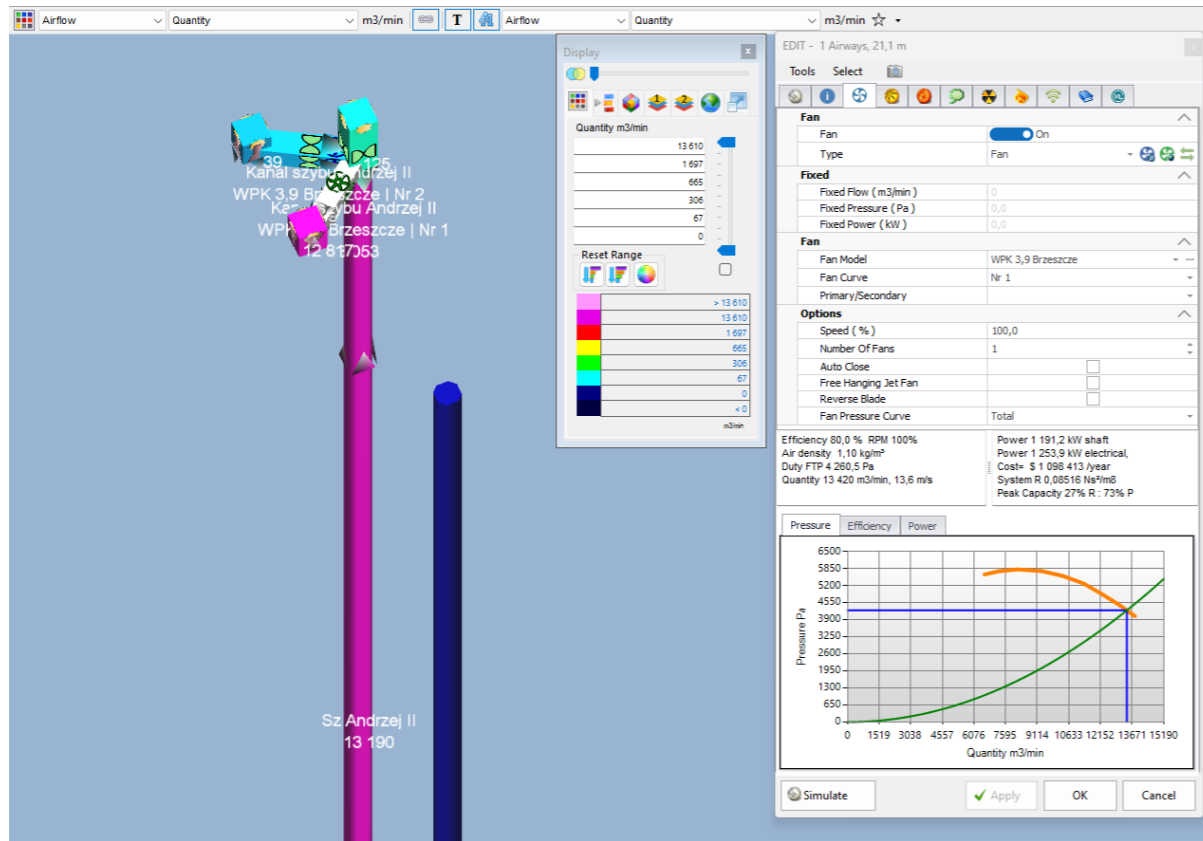 Airflow Quantity m3/min T Airflow Quantity m3/min
Display
Quantity m3/min
13 610
1 697
665
306
67
0
Reset Range
> 13 610
13 610
1 697
665
306
67
0
< 0
m3/min
39 125
Kanał szybu Andrzej II
WPK 3,9 Brzeszcze | Nr 2
szybu Andrzej II
Brzeszcze | Nr 1
Sz Andrzej II
13 190
EDIT - 1 Airways, 21,1 m
Tools Select
Fan
Fan On
Type Fan
Fixed
Fixed Flow ( m3/min ) 0
Fixed Pressure ( Pa ) 0,0
Fixed Power ( kW ) 0,0
Fan
Fan Model WPK 3,9 Brzeszcze
Fan Curve Nr 1
Primary/Secondary
Options
Speed ( % ) 100,0
Number Of Fans 1
Auto Close
Free Hanging Jet Fan
Reverse Blade
Fan Pressure Curve Total
Efficiency 80,0 % RPM 100%
Air density 1,10 kg/m³
Duty FTP 4 260,5 Pa
Quantity 13 420 m3/min, 13,6 m/s
Power 1 191,2 kW shaft
Power 1 253,9 kW electrical,
Cost= $ 1 098 413 /year
System R 0,08516 Ns²/m8
Peak Capacity 27% R : 73% P
Pressure Efficiency Power
6500
5850
5200
4550
3900
3250
2600
1950
1300
650
0
Pressure Pa
0 1519 3038 4557 6076 7595 9114 10633 12152 13671 15190
Quantity m3/min
Simulate Apply OK Cancel